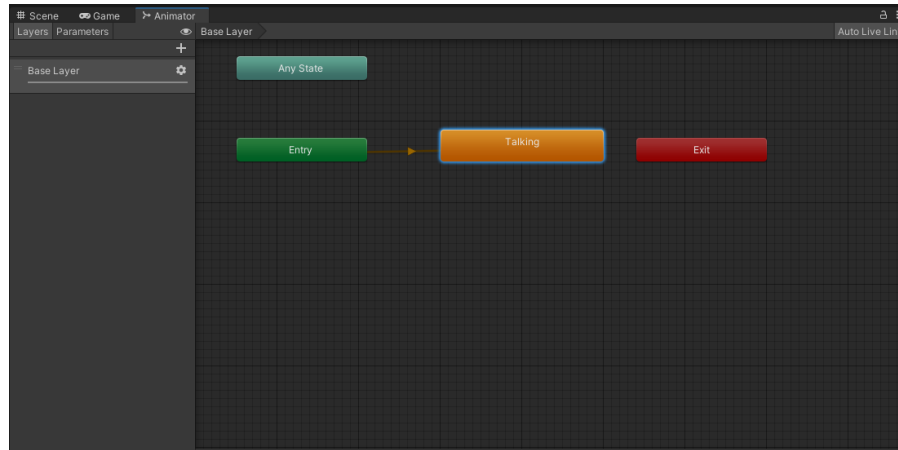 Scene Game Animator
Layers Parameters Base Layer Auto Live Lin
Base Layer
Any State
Entry Talking Exit